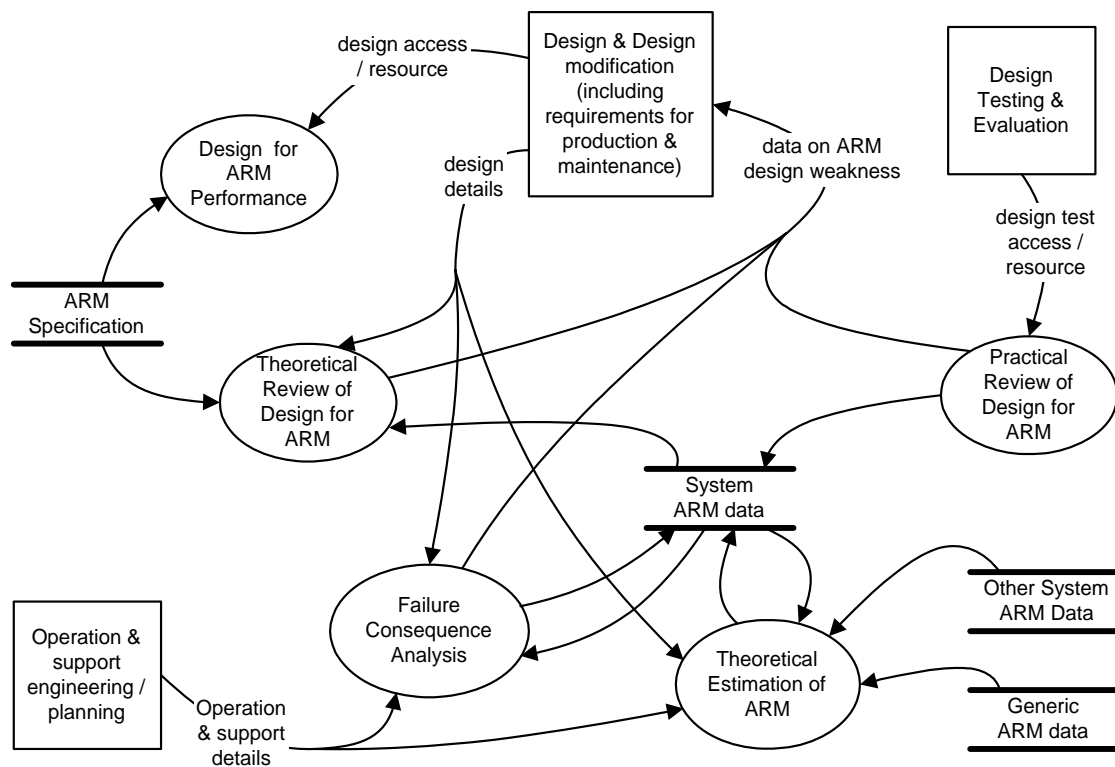 design access
/ resource
Design & Design
modification
(including
requirements for
production &
maintenance)
Design
Testing &
Evaluation
Design for
ARM
Performance
design
details
data on ARM
design weakness
design test
access /
resource
ARM
Specification
Theoretical
Review of
Design for
ARM
Practical
Review of
Design for
ARM
System
ARM data
Other System
ARM Data
Failure
Consequence
Analysis
Operation &
support
engineering /
planning
Theoretical
Estimation of
ARM
Generic
ARM data
Operation
& support
details